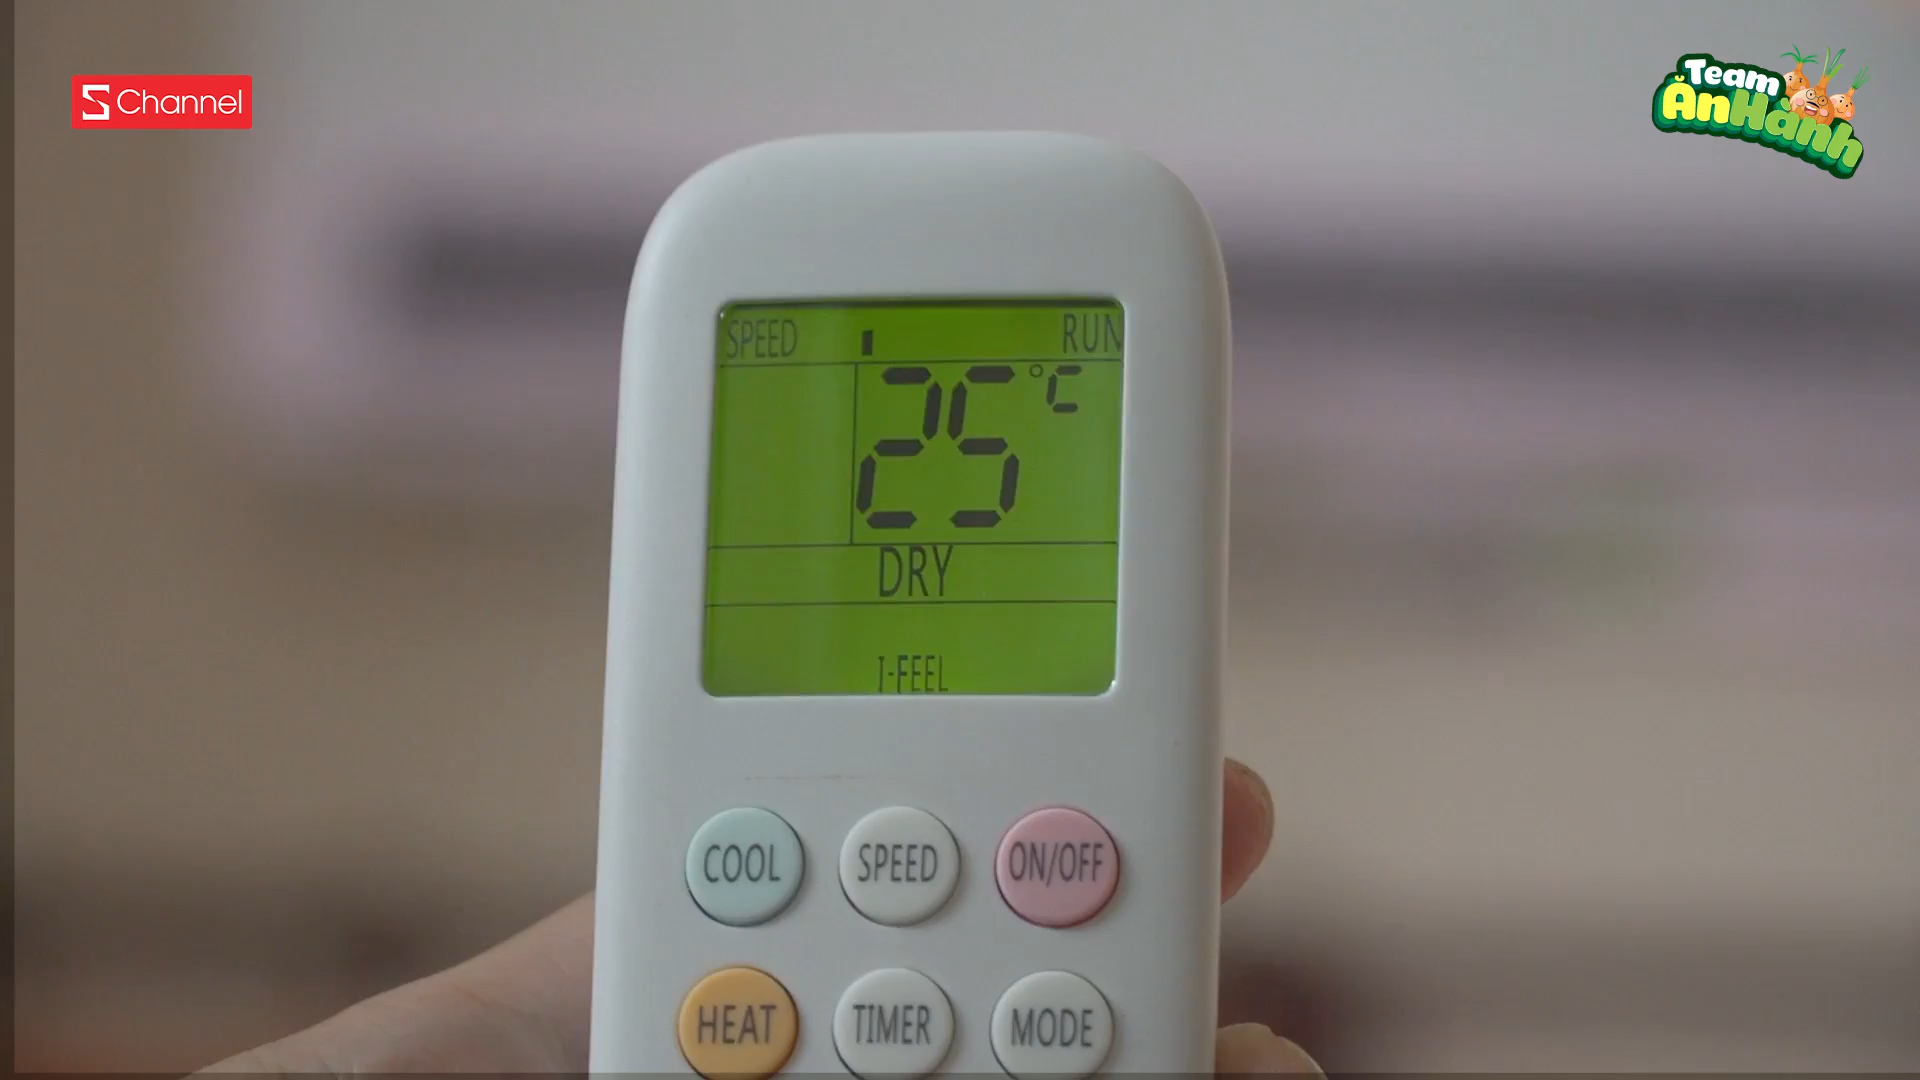 S Channel
Team
ĂnHành
SPEED RUN
25°C
DRY
I-FEEL
COOL SPEED ON/OFF
HEAT TIMER MODE